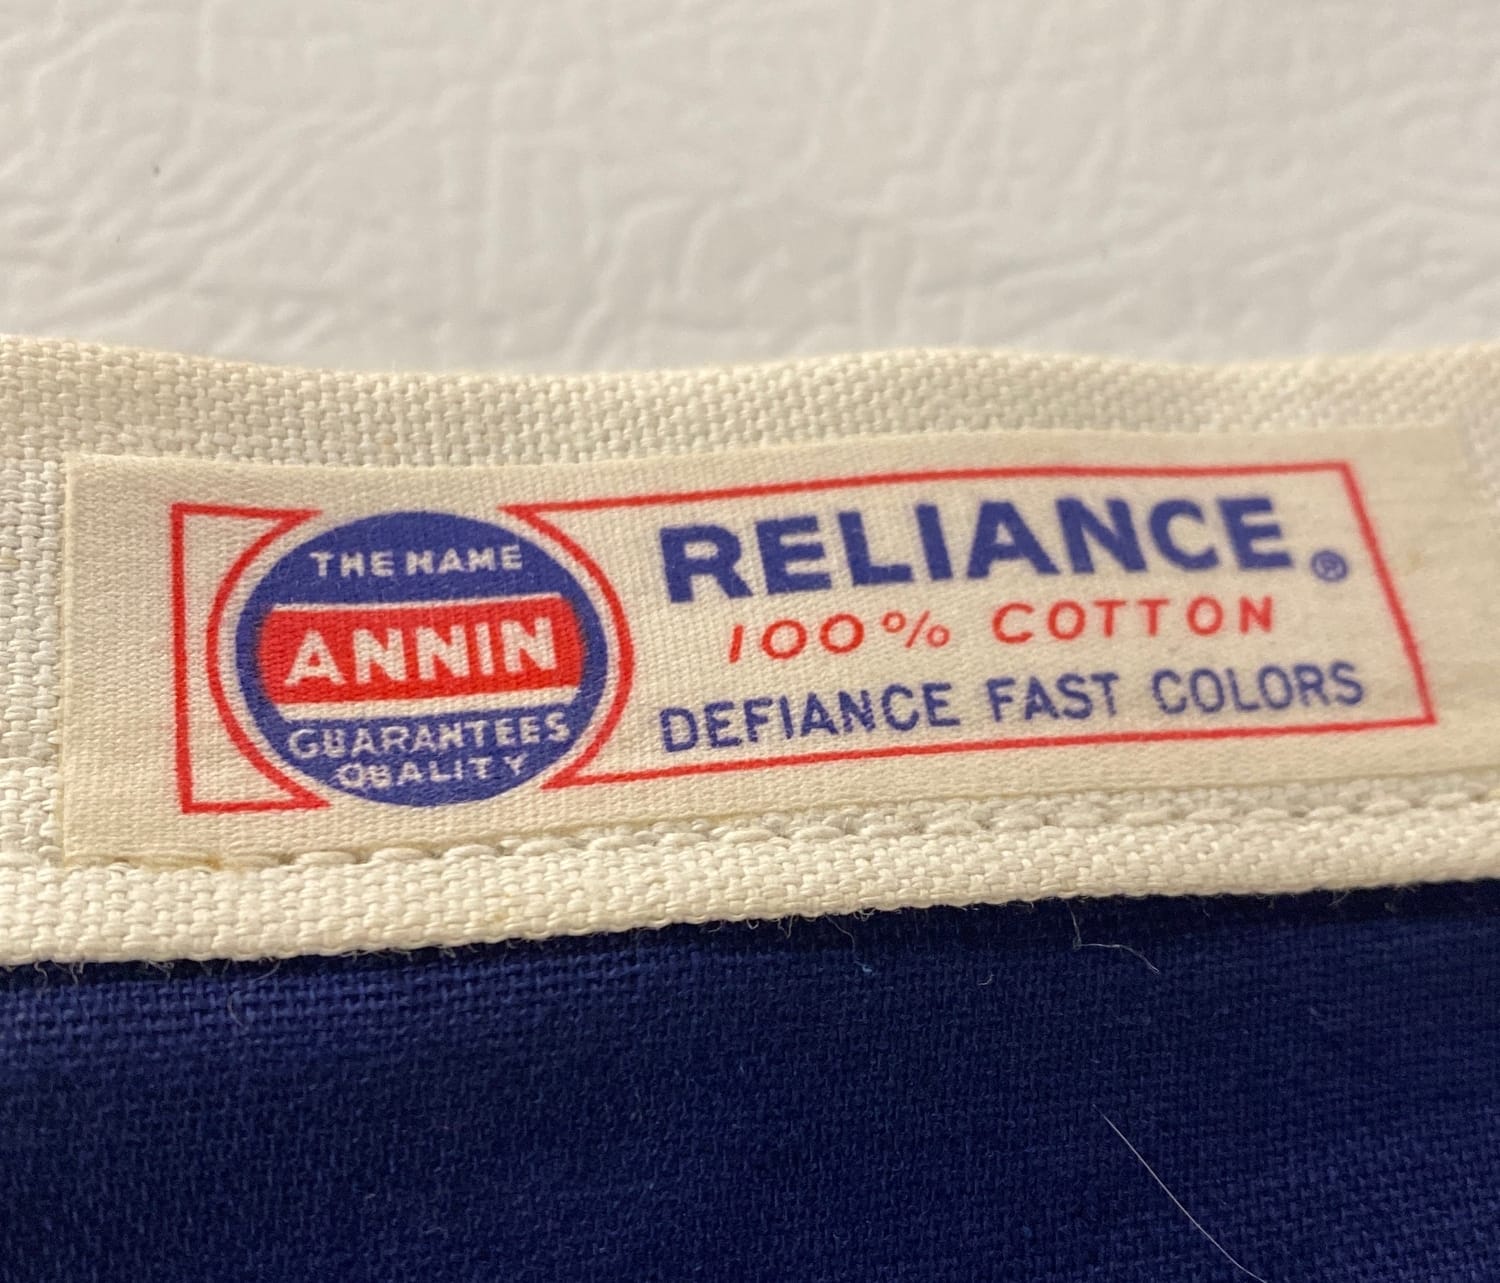 THE NAME
ANNIN
GUARANTEES
QUALITY
RELIANCE®
100% COTTON
DEFIANCE FAST COLORS